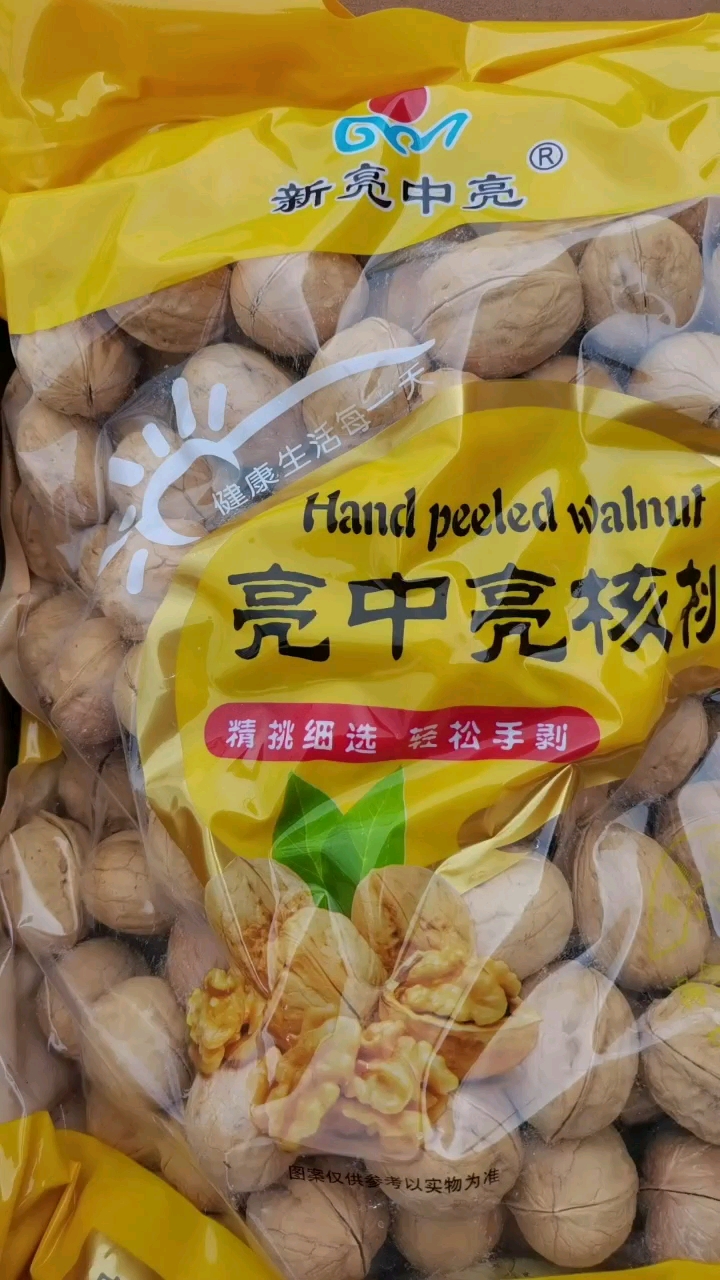 新亮中亮®
健康生活每一天
Hand peeled walnut
亮中亮核桃
精挑细选 轻松手剥
图案仅供参考以实物为准